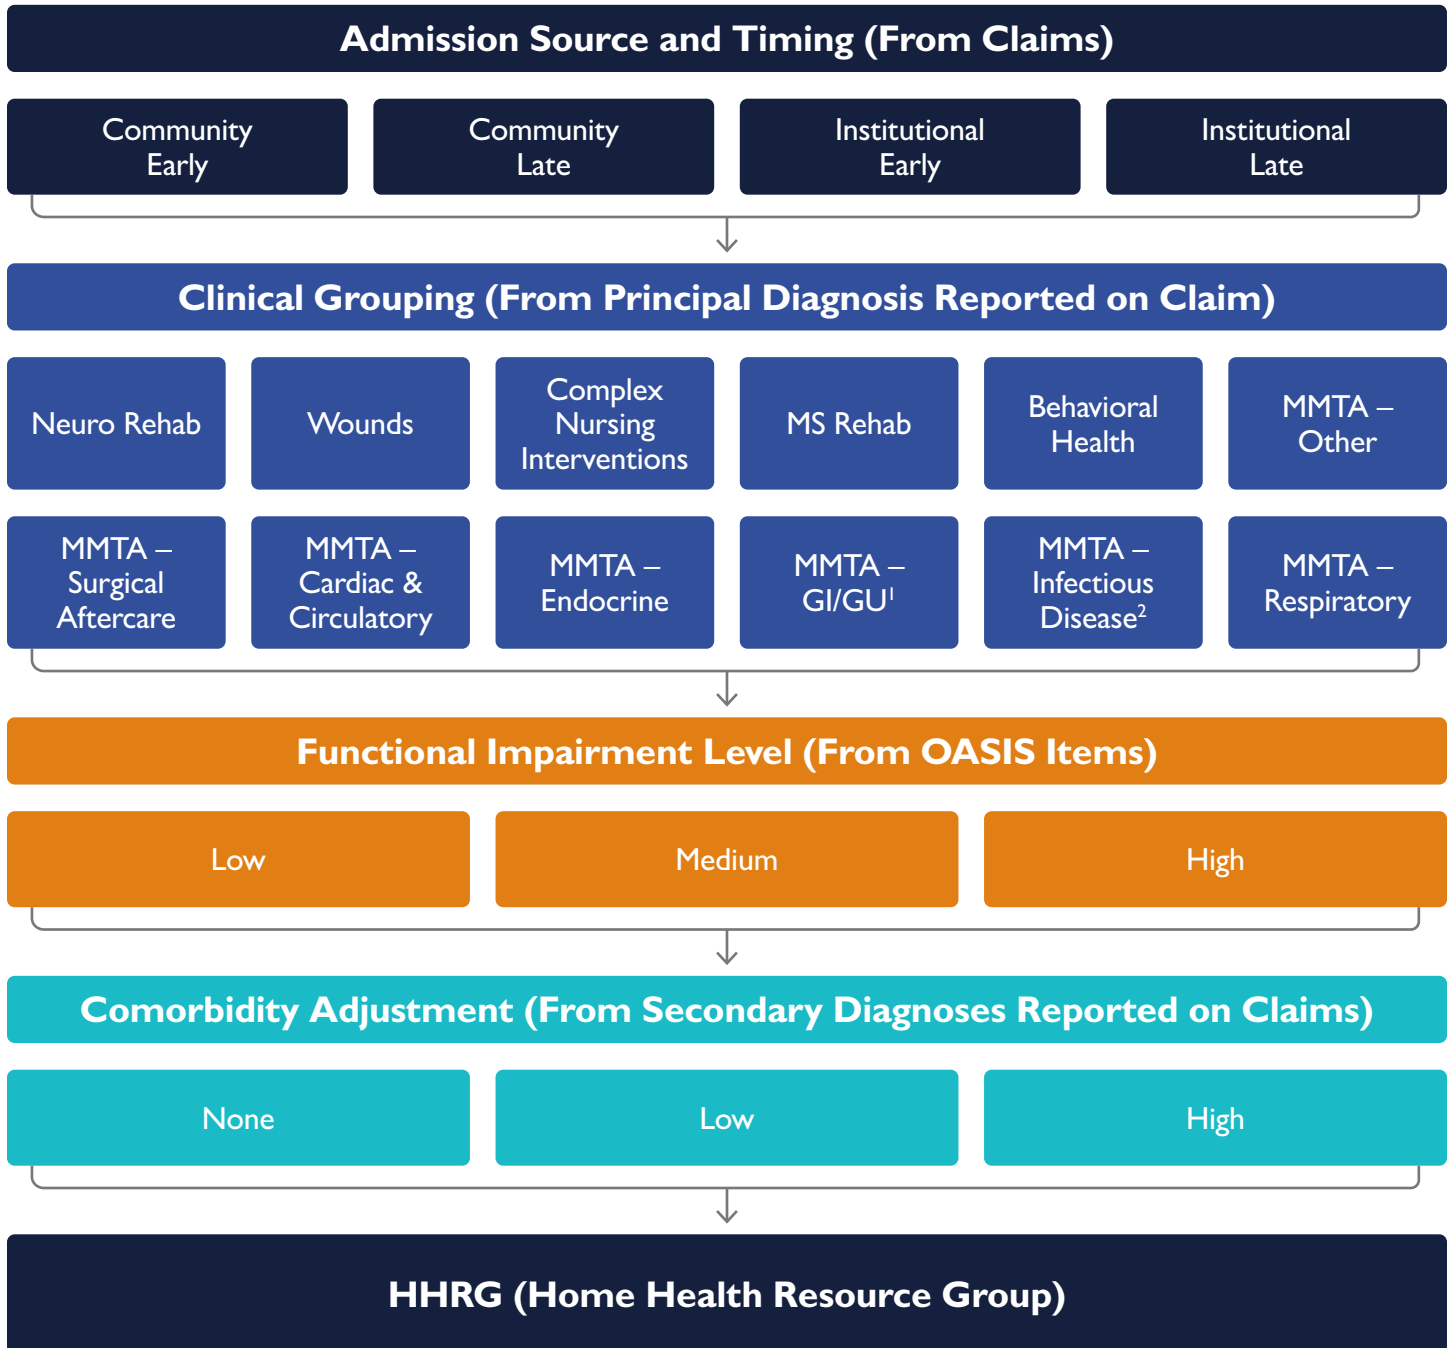 Admission Source and Timing (From Claims)
Community
Early
Community
Late
Institutional
Early
Institutional
Late
Clinical Grouping (From Principal Diagnosis Reported on Claim)
Neuro Rehab
Wounds
Complex
Nursing
Interventions
MS Rehab
Behavioral
Health
MMTA –
Other
MMTA –
Surgical
Aftercare
MMTA –
Cardiac &
Circulatory
MMTA –
Endocrine
MMTA –
GI/GU¹
MMTA –
Infectious
Disease²
MMTA –
Respiratory
Functional Impairment Level (From OASIS Items)
Low
Medium
High
Comorbidity Adjustment (From Secondary Diagnoses Reported on Claims)
None
Low
High
HHRG (Home Health Resource Group)